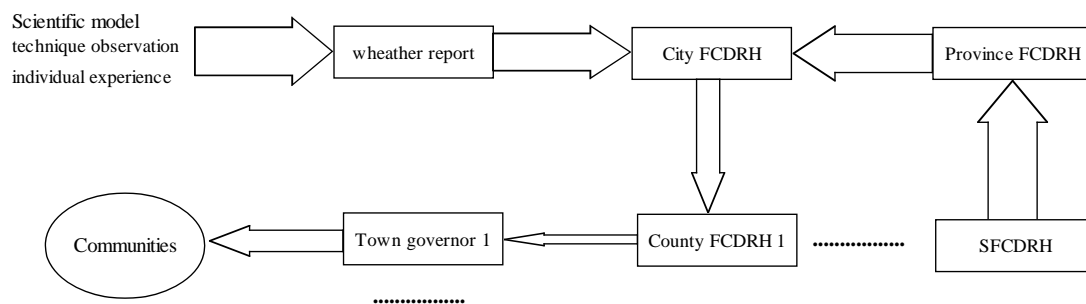 Scientific model
technique observation
individual experience
wheather report
City FCDRH
Province FCDRH
Communities
Town governor 1
County FCDRH 1
.................
SFCDRH
.................